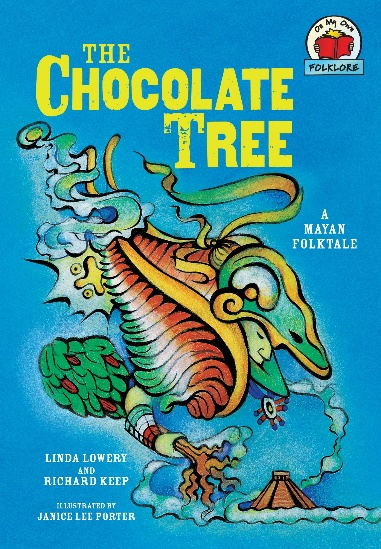 On My Own
FOLKLORE
THE
CHOCOLATE
TREE
A
MAYAN
FOLKTALE
LINDA LOWERY
AND
RICHARD KEEP
ILLUSTRATED BY
JANICE LEE PORTER